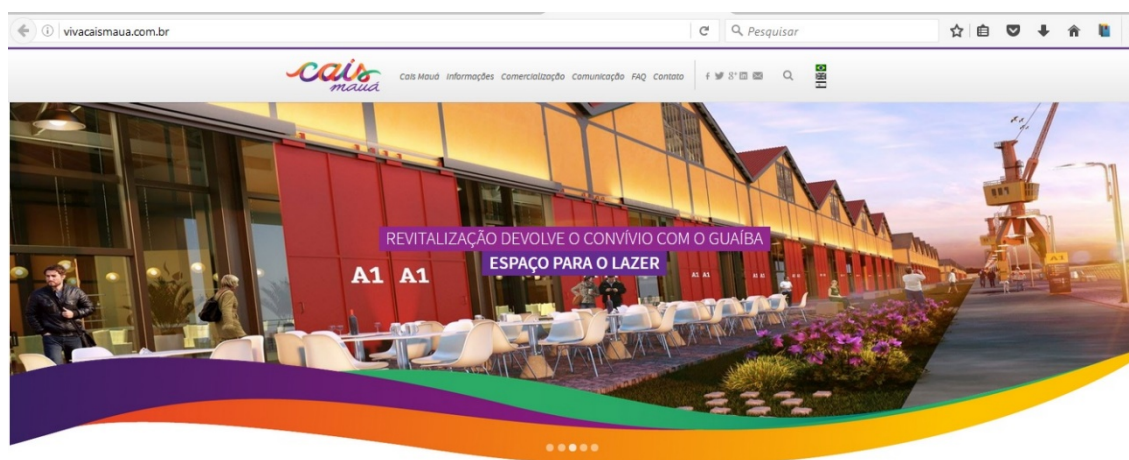 vivacaismaua.com.br
Pesquisar
cais
mauá
Cais Mauá Informações Comercialização Comunicação FAQ Contato
REVITALIZAÇÃO DEVOLVE O CONVÍVIO COM O GUAÍBA
ESPAÇO PARA O LAZER
A1 A1
A1 A1
A1